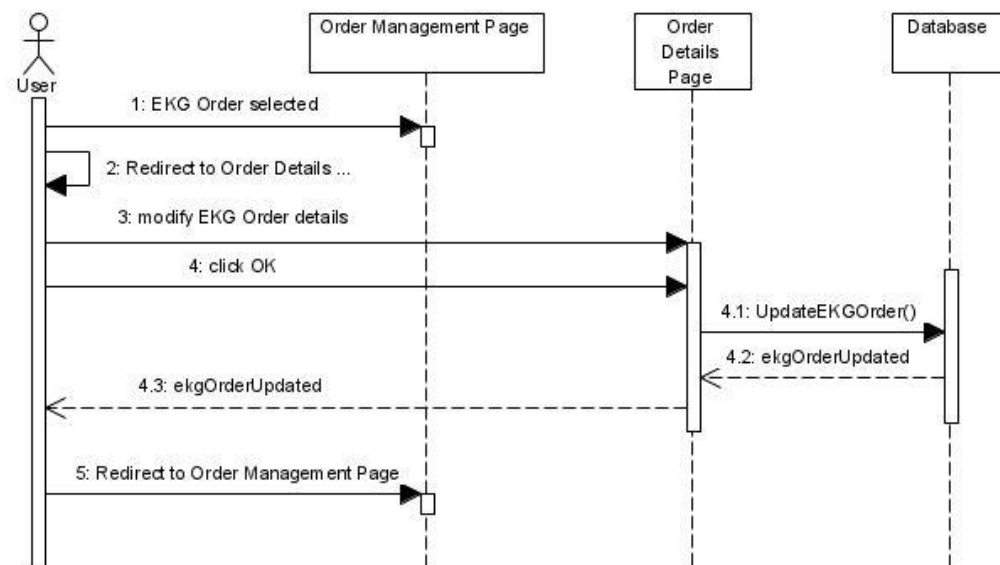 Order Management Page
Order
Details
Page
Database
User
1: EKG Order selected
2: Redirect to Order Details ...
3: modify EKG Order details
4: click OK
4.1: UpdateEKGOrder()
4.2: ekgOrderUpdated
4.3: ekgOrderUpdated
5: Redirect to Order Management Page